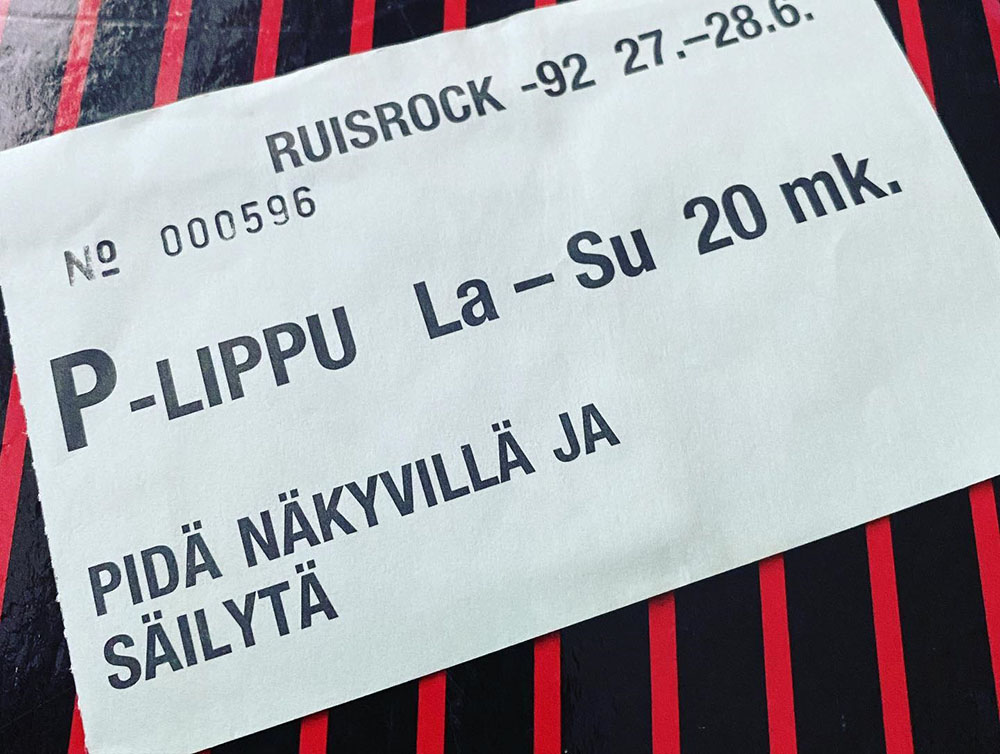 RUISROCK -92 27.–28.6.
Nº 000596
P-LIPPU La – Su 20 mk.
PIDÄ NÄKYVILLÄ JA
SÄILYTÄ